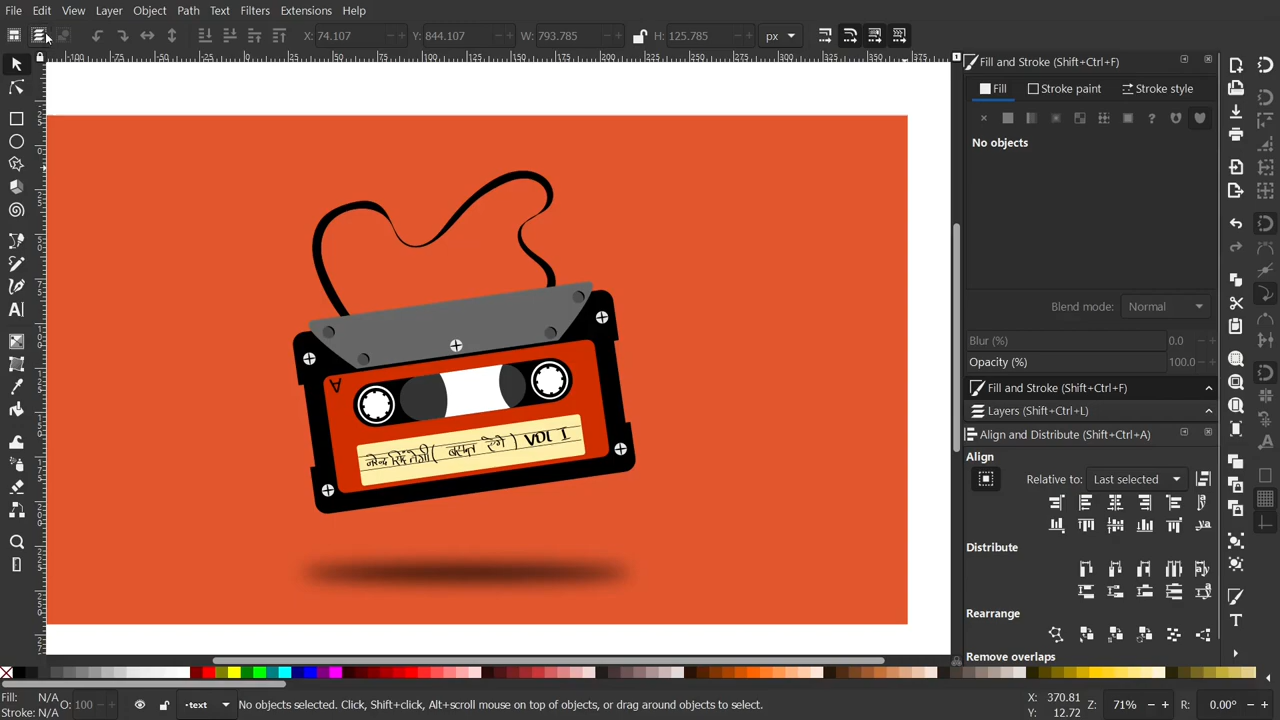 File Edit View Layer Object Path Text Filters Extensions Help
X: 74.107 Y: 844.107 W: 793.785 H: 125.785 px
Fill and Stroke (Shift+Ctrl+F)
Fill Stroke paint Stroke style
No objects
Blend mode: Normal
Blur (%) 0.0
Opacity (%) 100.0
Fill and Stroke (Shift+Ctrl+F)
Layers (Shift+Ctrl+L)
Align and Distribute (Shift+Ctrl+A)
Align
Relative to: Last selected
Distribute
Rearrange
Remove overlaps
A
नरेन्द्र सिंह नेगी ( बसन्त ऐगे ) VOL I
Fill: N/A
Stroke: N/A
O: 100
text
No objects selected. Click, Shift+click, Alt+scroll mouse on top of objects, or drag around objects to select.
X: 370.81
Y: 12.72
Z: 71%
R: 0.00°